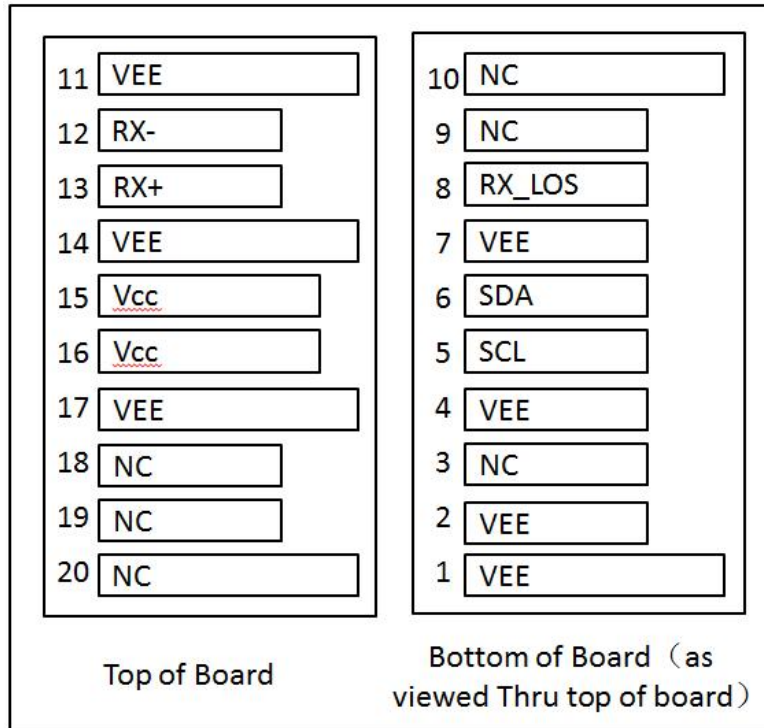 11 VEE
12 RX-
13 RX+
14 VEE
15 Vcc
16 Vcc
17 VEE
18 NC
19 NC
20 NC
Top of Board
10 NC
9 NC
8 RX_LOS
7 VEE
6 SDA
5 SCL
4 VEE
3 NC
2 VEE
1 VEE
Bottom of Board（as
viewed Thru top of board）